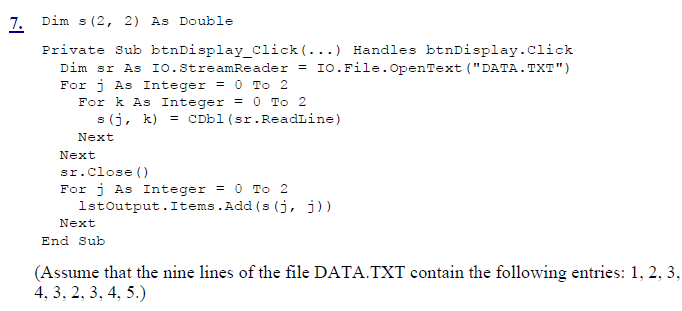 7. Dim s(2, 2) As Double
Private Sub btnDisplay_Click(...) Handles btnDisplay.Click
Dim sr As IO.StreamReader = IO.File.OpenText("DATA.TXT")
For j As Integer = 0 To 2
For k As Integer = 0 To 2
s(j, k) = CDbl(sr.ReadLine)
Next
Next
sr.Close()
For j As Integer = 0 To 2
lstOutput.Items.Add(s(j, j))
Next
End Sub
(Assume that the nine lines of the file DATA.TXT contain the following entries: 1, 2, 3,
4, 3, 2, 3, 4, 5.)